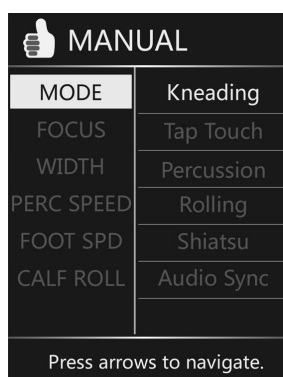 MANUAL
MODE
FOCUS
WIDTH
PERC SPEED
FOOT SPD
CALF ROLL
Kneading
Tap Touch
Percussion
Rolling
Shiatsu
Audio Sync
Press arrows to navigate.